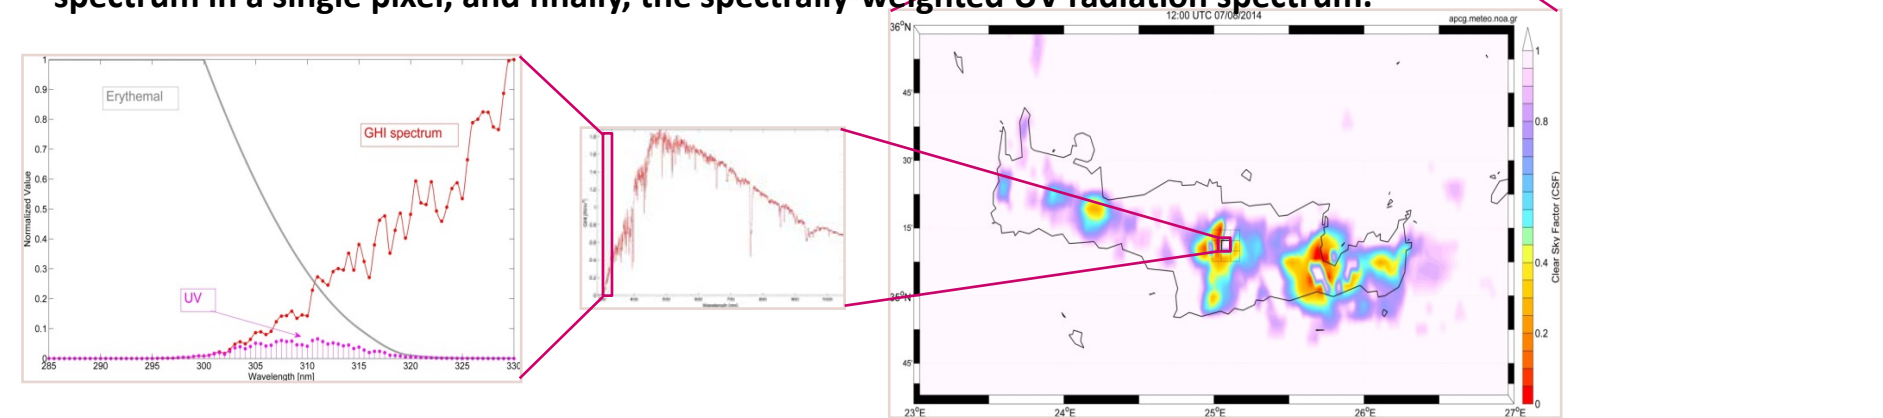 spectrum in a single pixel, and finally, the spectrally-weighted UV radiation spectrum.
1
0.9
0.8
0.7
0.6
0.5
0.4
0.3
0.2
0.1
0
Normalized Value
Erythemal
GHI spectrum
UV
285 290 295 300 305 310 315 320 325 330
Wavelength [nm]
12:00 UTC 07/08/2014
apcg.meteo.noa.gr
36°N
45'
30'
15'
35°N
45'
23°E 24°E 25°E 26°E 27°E
1
0.8
0.4
0.2
0
Clear Sky Factor (CSF)